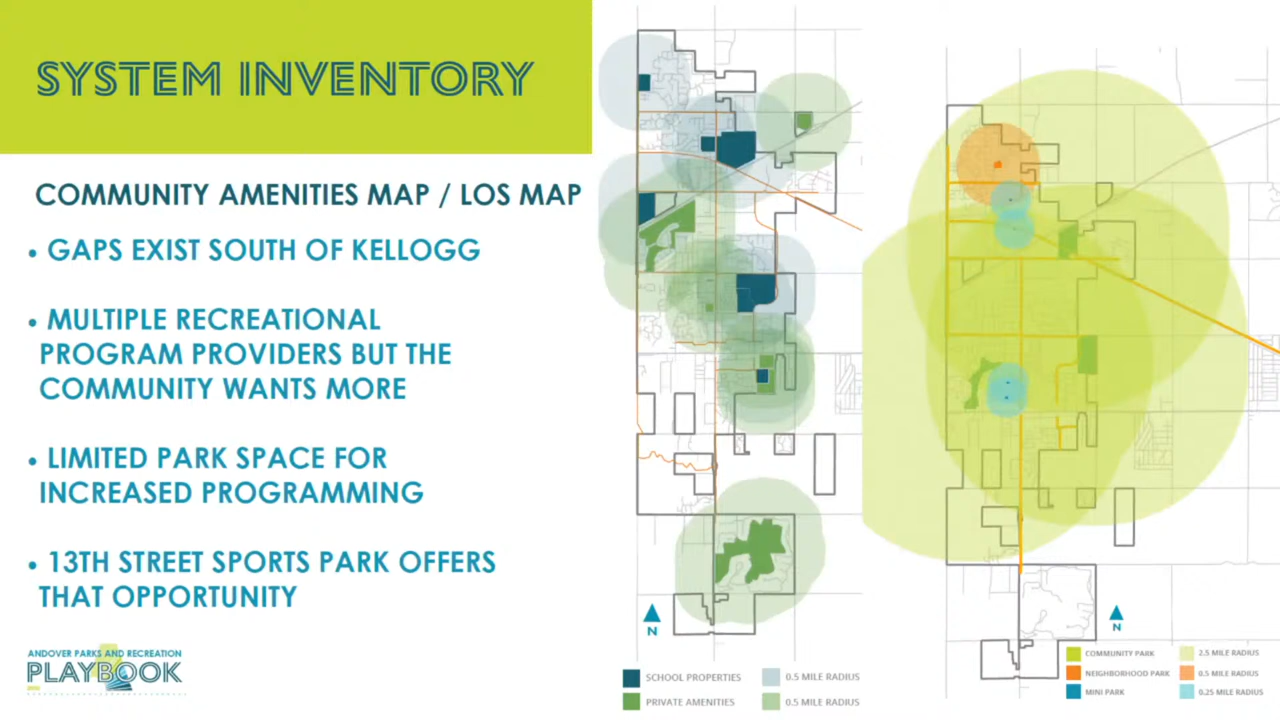 SYSTEM INVENTORY
COMMUNITY AMENITIES MAP / LOS MAP
• GAPS EXIST SOUTH OF KELLOGG
• MULTIPLE RECREATIONAL
PROGRAM PROVIDERS BUT THE
COMMUNITY WANTS MORE
• LIMITED PARK SPACE FOR
INCREASED PROGRAMMING
• 13TH STREET SPORTS PARK OFFERS
THAT OPPORTUNITY
ANDOVER PARKS AND RECREATION
PLAYBOOK
N
SCHOOL PROPERTIES
0.5 MILE RADIUS
PRIVATE AMENITIES
0.5 MILE RADIUS
N
COMMUNITY PARK
2.5 MILE RADIUS
NEIGHBORHOOD PARK
0.5 MILE RADIUS
MINI PARK
0.25 MILE RADIUS